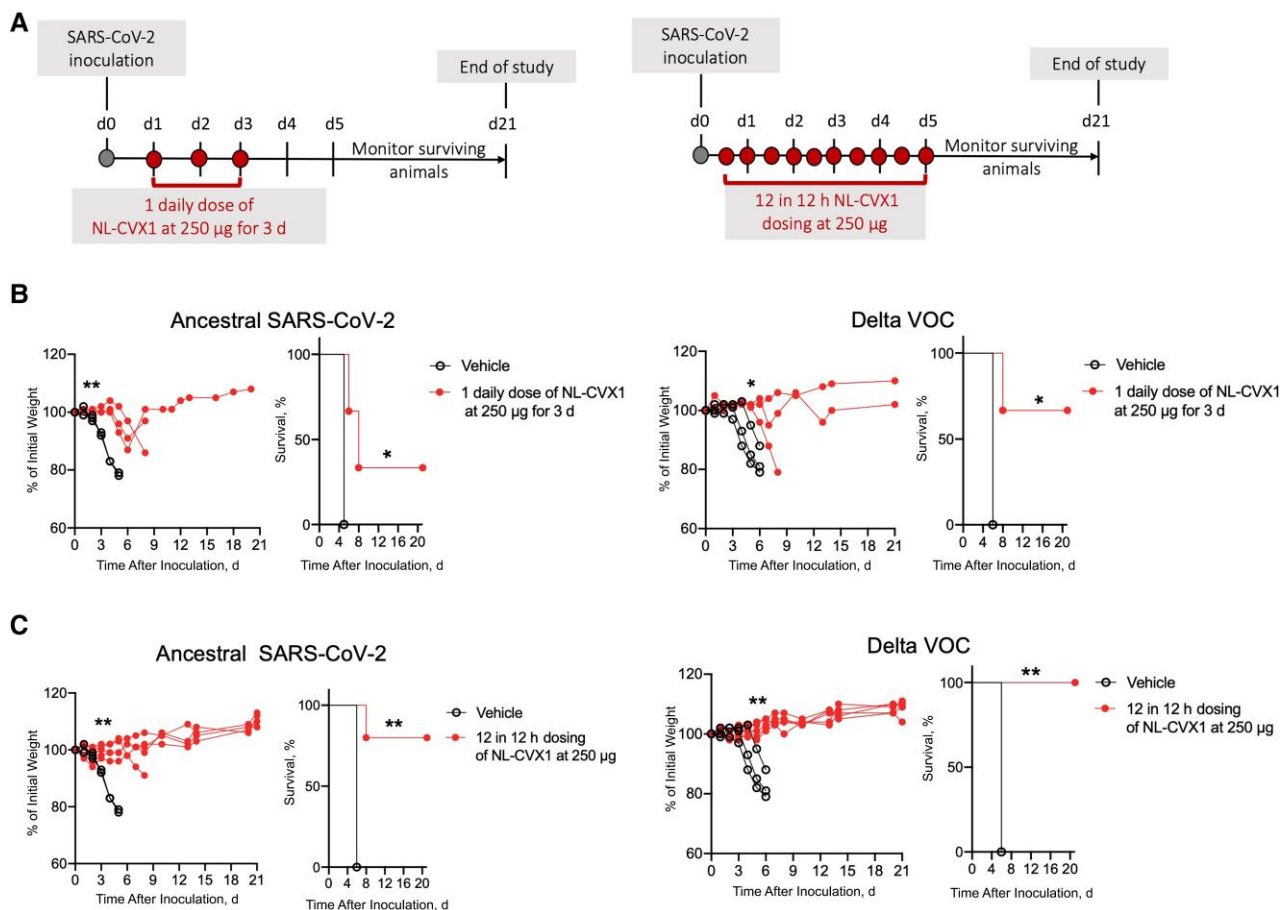 A
SARS-CoV-2
inoculation
End of study
d0 d1 d2 d3 d4 d5 d21
Monitor surviving
animals
1 daily dose of
NL-CVX1 at 250 µg for 3 d
SARS-CoV-2
inoculation
End of study
d0 d1 d2 d3 d4 d5 d21
Monitor surviving
animals
12 in 12 h NL-CVX1
dosing at 250 µg
B
Ancestral SARS-CoV-2
% of Initial Weight
120
100
80
60
**
0 3 6 9 12 15 18 21
Time After Inoculation, d
Survival, %
100
50
0
*
0 4 8 12 16 20
Time After Inoculation, d
Vehicle
1 daily dose of NL-CVX1
at 250 µg for 3 d
Delta VOC
% of Initial Weight
120
100
80
60
*
0 3 6 9 12 15 18 21
Time After Inoculation, d
Survival, %
100
50
0
*
0 4 8 12 16 20
Time After Inoculation, d
Vehicle
1 daily dose of NL-CVX1
at 250 µg for 3 d
C
Ancestral SARS-CoV-2
% of Initial Weight
120
100
80
60
**
0 3 6 9 12 15 18 21
Time After Inoculation, d
Survival, %
100
50
0
**
0 4 8 12 16 20
Time After Inoculation, d
Vehicle
12 in 12 h dosing
of NL-CVX1 at 250 µg
Delta VOC
% of Initial Weight
120
100
80
60
**
0 3 6 9 12 15 18 21
Time After Inoculation, d
Survival, %
100
50
0
**
0 4 8 12 16 20
Time After Inoculation, d
Vehicle
12 in 12 h dosing
of NL-CVX1 at 250 µg